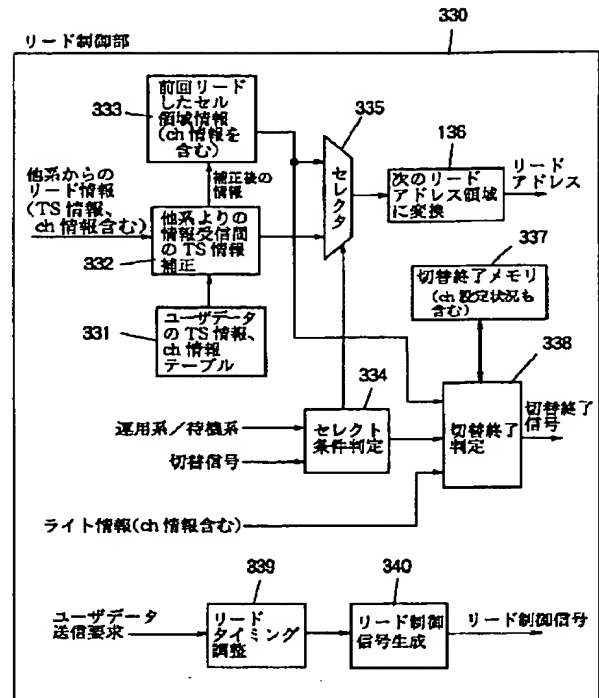 330
リード制御部
333
前回リード
したセル
領域情報
(ch 情報を
含む)
335
セレクタ
136
次のリード
アドレス領域
に変換
リード
アドレス
他系からの
リード情報
(TS 情報、
ch 情報含む)
補正後の
情報
332
他系よりの
情報受信間
の TS 情報
補正
337
切替終了メモリ
(ch 設定状況も
含む)
331
ユーザデータ
の TS 情報、
ch 情報
テーブル
334
338
運用系/待機系
セレクト
条件判定
切替信号
切替終了
判定
切替終了
信号
ライト情報(ch 情報含む)
339
340
ユーザデータ
送信要求
リード
タイミング
調整
リード制御
信号生成
リード制御信号